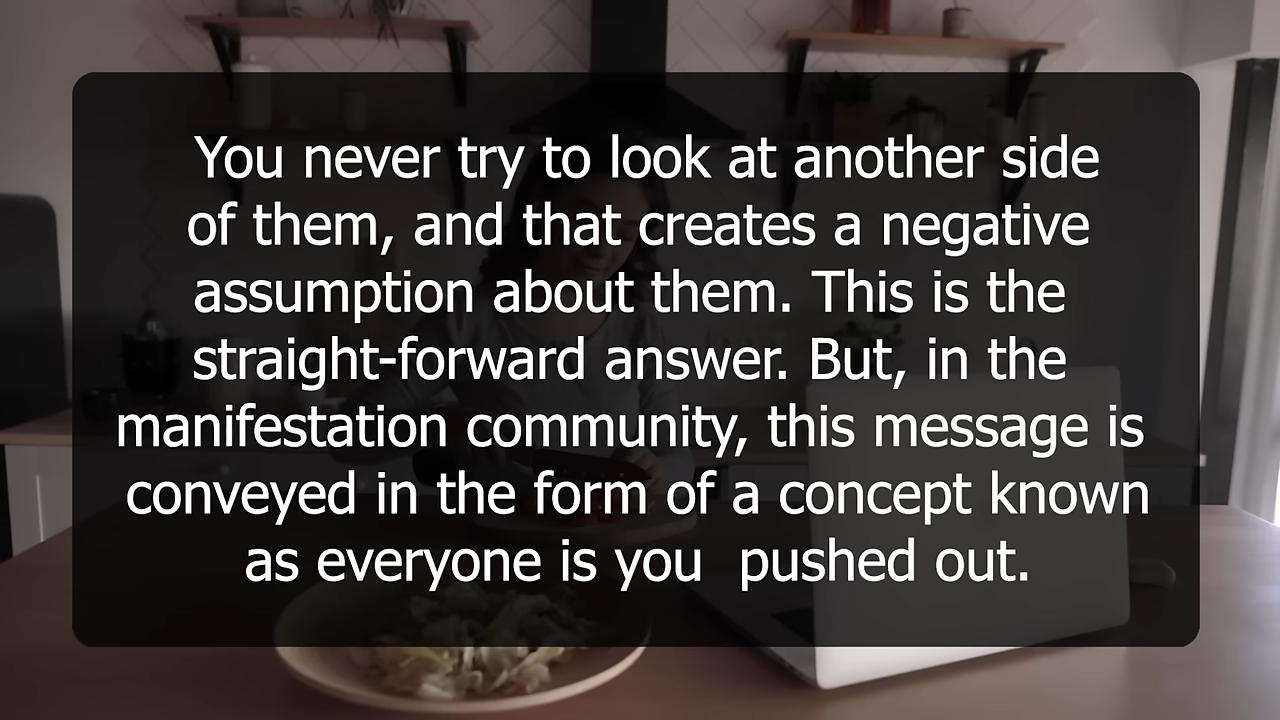 You never try to look at another side
of them, and that creates a negative
assumption about them. This is the
straight-forward answer. But, in the
manifestation community, this message is
conveyed in the form of a concept known
as everyone is you  pushed out.